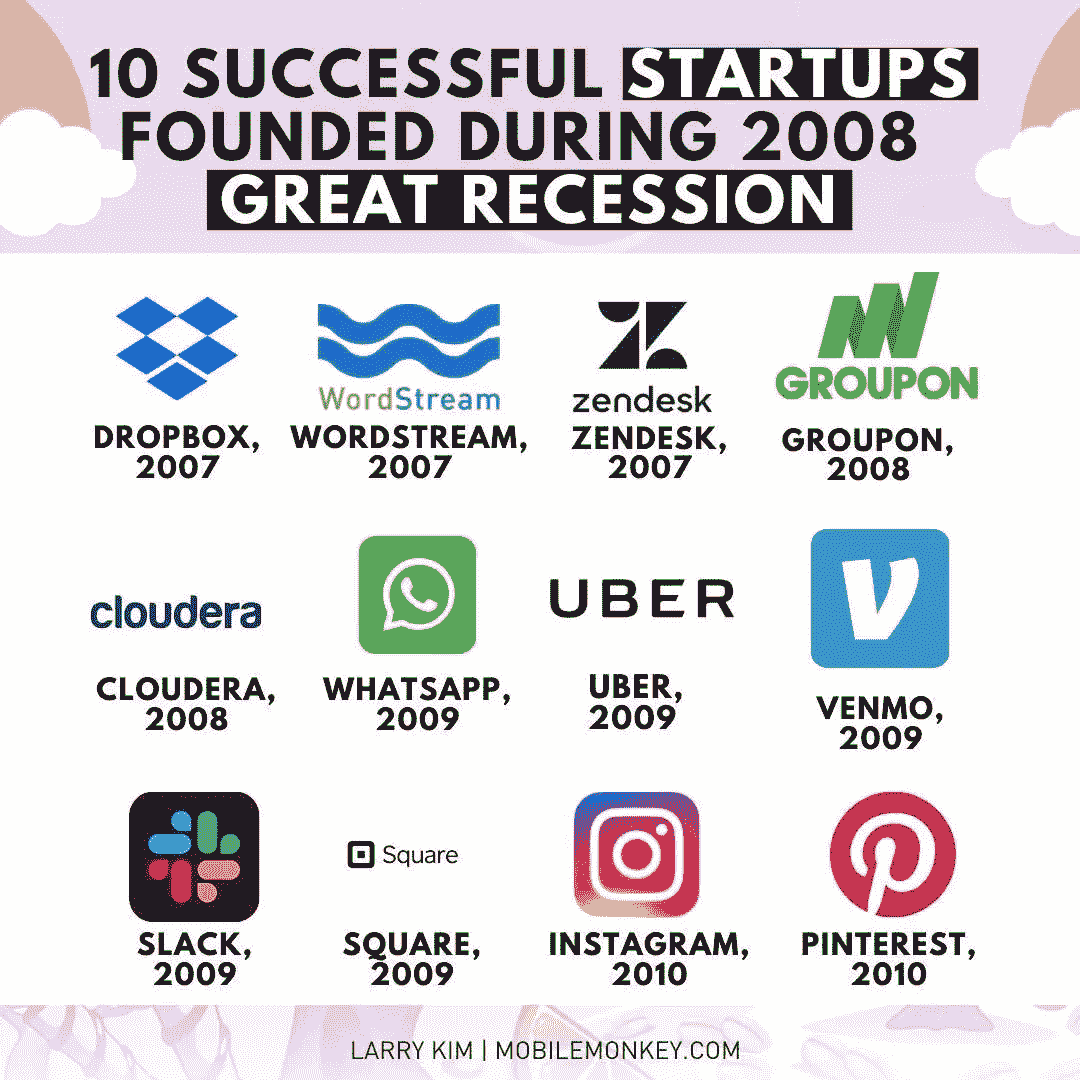 10 SUCCESSFUL STARTUPS
FOUNDED DURING 2008
GREAT RECESSION
WordStream
zendesk
GROUPON
DROPBOX,
2007
WORDSTREAM,
2007
ZENDESK,
2007
GROUPON,
2008
cloudera
UBER
CLOUDERA,
2008
WHATSAPP,
2009
UBER,
2009
VENMO,
2009
Square
SLACK,
2009
SQUARE,
2009
INSTAGRAM,
2010
PINTEREST,
2010
LARRY KIM | MOBILEMONKEY.COM